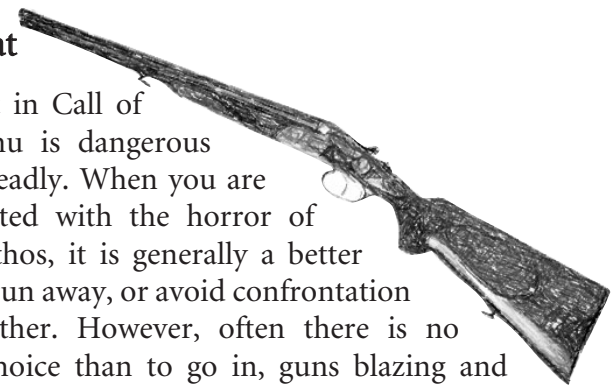 at
in Call of
nu is dangerous
eadly. When you are
ted with the horror of
thos, it is generally a better
un away, or avoid confrontation
ther. However, often there is no
hoice than to go in, guns blazing and